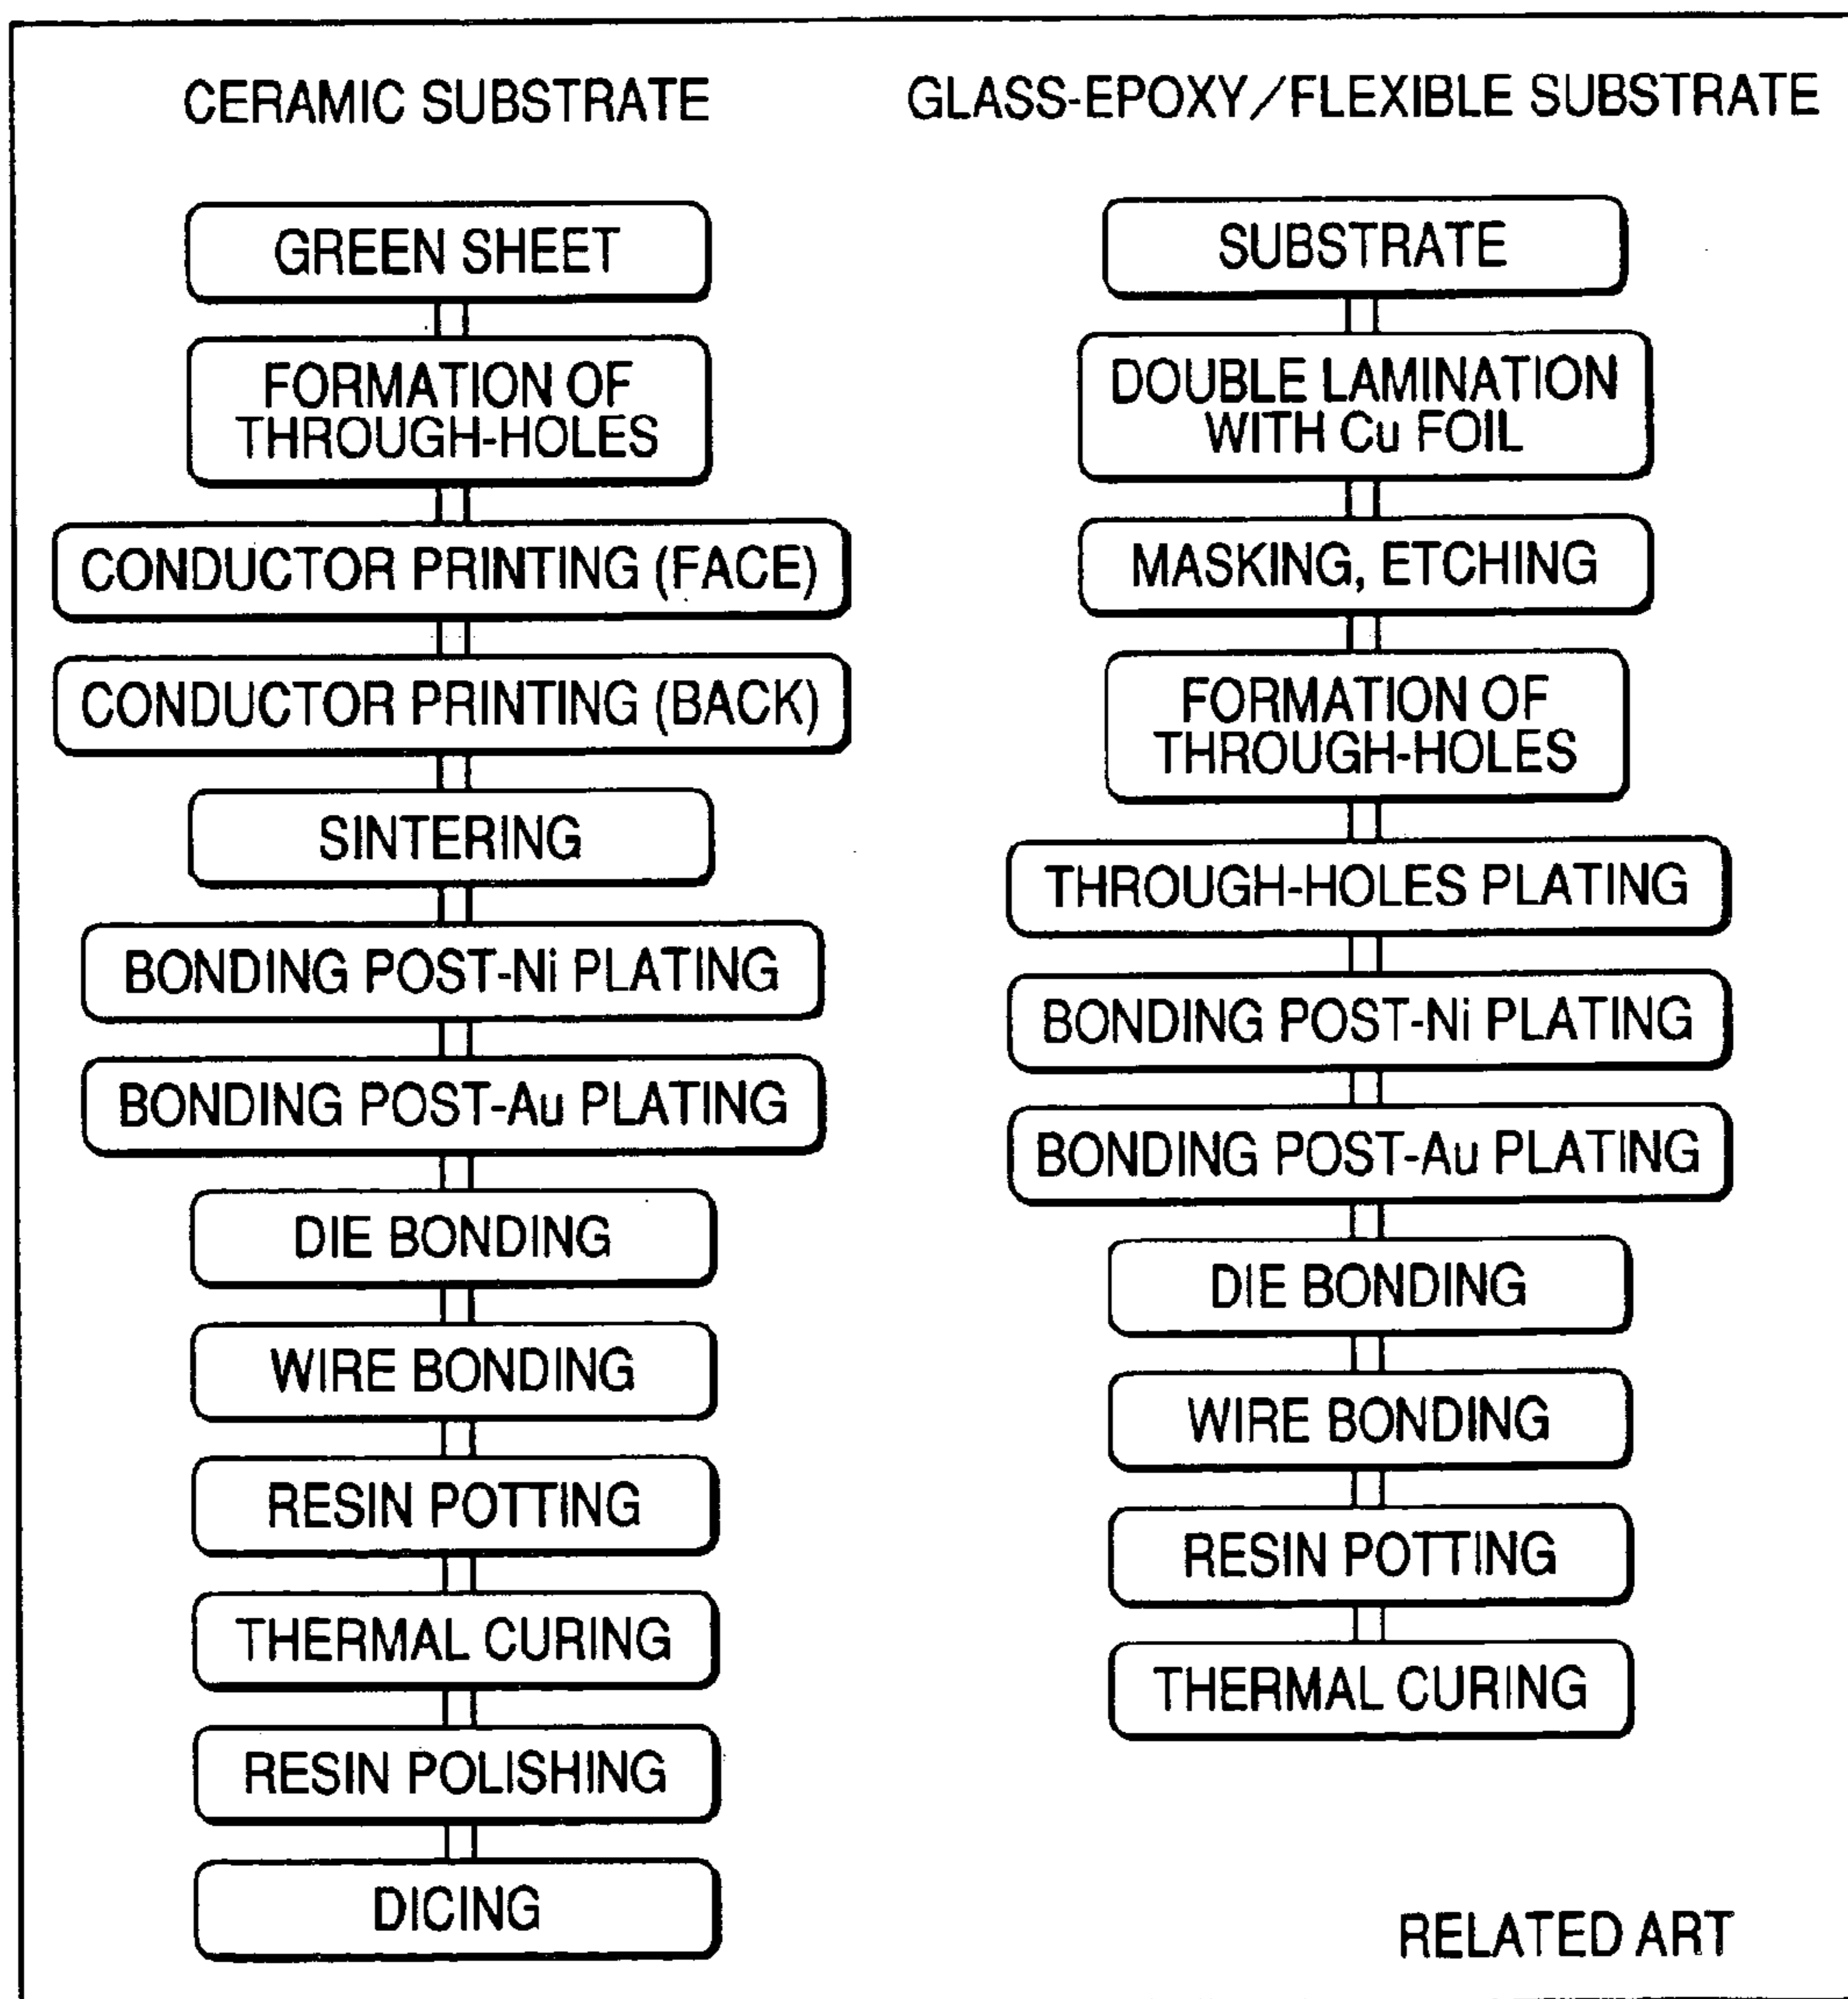 CERAMIC SUBSTRATE
GREEN SHEET
FORMATION OF
THROUGH-HOLES
CONDUCTOR PRINTING (FACE)
CONDUCTOR PRINTING (BACK)
SINTERING
BONDING POST-Ni PLATING
BONDING POST-Au PLATING
DIE BONDING
WIRE BONDING
RESIN POTTING
THERMAL CURING
RESIN POLISHING
DICING
GLASS-EPOXY/FLEXIBLE SUBSTRATE
SUBSTRATE
DOUBLE LAMINATION
WITH Cu FOIL
MASKING, ETCHING
FORMATION OF
THROUGH-HOLES
THROUGH-HOLES PLATING
BONDING POST-Ni PLATING
BONDING POST-Au PLATING
DIE BONDING
WIRE BONDING
RESIN POTTING
THERMAL CURING
RELATED ART